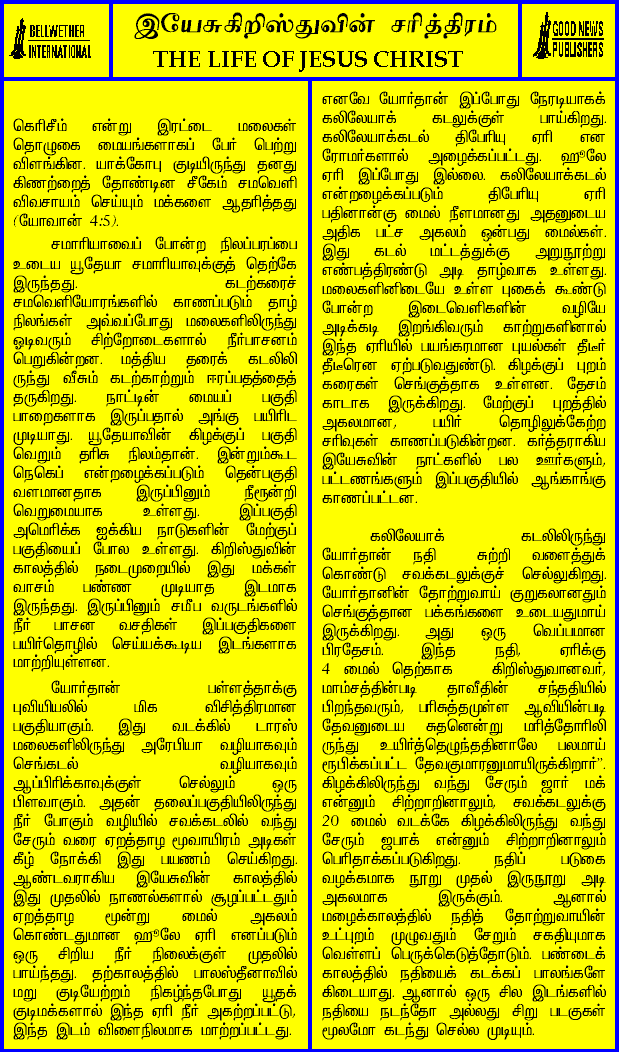 BELLWETHER
INTERNATIONAL
இயேசுகிறிஸ்துவின் சரித்திரம்
THE LIFE OF JESUS CHRIST
GOOD NEWS
PUBLISHERS
கெரிசீம் என்று இரட்டை மலைகள்
தொழுகை மையங்களாகப் பேர் பெற்று
விளங்கின. யாக்கோபு குடியிருந்து தனது
கிணற்றைத் தோண்டின சீகேம் சமவெளி
விவசாயம் செய்யும் மக்களை ஆதரித்தது
(யோவான் 4:5).
சமாரியாவைப் போன்ற நிலப்பரப்பை
உடைய யூதேயா சமாரியாவுக்குத் தெற்கே
இருந்தது. கடற்கரைச்
சமவெளியோரங்களில் காணப்படும் தாழ்
நிலங்கள் அவ்வப்போது மலைகளிலிருந்து
ஓடிவரும் சிற்றோடைகளால் நீர்பாசனம்
பெறுகின்றன. மத்திய தரைக் கடலிலி
ருந்து வீசும் கடற்காற்றும் ஈரப்பதத்தைத்
தருகிறது. நாட்டின் மையப் பகுதி
பாறைகளாக இருப்பதால் அங்கு பயிரிட
முடியாது. யூதேயாவின் கிழக்குப் பகுதி
வெறும் தரிசு நிலம்தான். இன்றும்கூட
நெகெப் என்றழைக்கப்படும் தென்பகுதி
வளமானதாக இருப்பினும் நீரூன்றி
வெறுமையாக உள்ளது. இப்பகுதி
அமெரிக்க ஐக்கிய நாடுகளின் மேற்குப்
பகுதியைப் போல உள்ளது. கிறிஸ்துவின்
காலத்தில் நடைமுறையில் இது மக்கள்
வாசம் பண்ண முடியாத இடமாக
இருந்தது. இருப்பினும் சமீப வருடங்களில்
நீர் பாசன வசதிகள் இப்பகுதிகளை
பயிர்தொழில் செய்யக்கூடிய இடங்களாக
மாற்றியுள்ளன.
யோர்தான் பள்ளத்தாக்கு
புவியியலில் மிக விசித்திரமான
பகுதியாகும். இது வடக்கில் டாரஸ்
மலைகளிலிருந்து அரேபியா வழியாகவும்
செங்கடல் வழியாகவும்
ஆப்பிரிக்காவுக்குள் செல்லும் ஒரு
பிளவாகும். அதன் தலைப்பகுதியிலிருந்து
நீர் போகும் வழியில் சவக்கடலில் வந்து
சேரும் வரை ஏறத்தாழ மூவாயிரம் அடிகள்
கீழ் நோக்கி இது பயணம் செய்கிறது.
ஆண்டவராகிய இயேசுவின் காலத்தில்
இது முதலில் நாணல்களால் சூழப்பட்டதும்
ஏறத்தாழ மூன்று மைல் அகலம்
கொண்டதுமான ஹூலே ஏரி எனப்படும்
ஒரு சிறிய நீர் நிலைக்குள் முதலில்
பாய்ந்தது. தற்காலத்தில் பாலஸ்தீனாவில்
மறு குடியேற்றம் நிகழ்ந்தபோது யூதக்
குடிமக்களால் இந்த ஏரி நீர் அகற்றப்பட்டு,
இந்த இடம் விளைநிலமாக மாற்றப்பட்டது.
எனவே யோர்தான் இப்போது நேரடியாகக்
கலிலேயாக் கடலுக்குள் பாய்கிறது.
கலிலேயாக்கடல் திபேரியு ஏரி என
ரோமர்களால் அழைக்கப்பட்டது. ஹூலே
ஏரி இப்போது இல்லை. கலிலேயாக்கடல்
என்றழைக்கப்படும் திபேரியு ஏரி
பதினான்கு மைல் நீளமானது அதனுடைய
அதிக பட்ச அகலம் ஒன்பது மைல்கள்.
இது கடல் மட்டத்துக்கு அறுநூற்று
எண்பத்திரண்டு அடி தாழ்வாக உள்ளது.
மலைகளினிடையே உள்ள புகைக் கூண்டு
போன்ற இடைவெளிகளின் வழியே
அடிக்கடி இறங்கிவரும் காற்றுகளினால்
இந்த ஏரியில் பயங்கரமான புயல்கள் தீடீர்
தீடீரென ஏற்படுவதுண்டு. கிழக்குப் புறம்
கரைகள் செங்குத்தாக உள்ளன. தேசம்
காடாக இருக்கிறது. மேற்குப் புறத்தில்
அகலமான, பயிர் தொழிலுக்கேற்ற
சரிவுகள் காணப்படுகின்றன. கர்த்தராகிய
இயேசுவின் நாட்களில் பல ஊர்களும்,
பட்டணங்களும் இப்பகுதியில் ஆங்காங்கு
காணப்பட்டன.
கலிலேயாக் கடலிலிருந்து
யோர்தான் நதி சுற்றி வளைத்துக்
கொண்டு சவக்கடலுக்குச் செல்லுகிறது.
யோர்தானின் தோற்றுவாய் குறுகலானதும்
செங்குத்தான பக்கங்களை உடையதுமாய்
இருக்கிறது. அது ஒரு வெப்பமான
பிரதேசம். இந்த நதி, ஏரிக்கு
4 மைல் தெற்காக கிறிஸ்துவானவர்,
மாம்சத்தின்படி தாவீதின் சந்ததியில்
பிறந்தவரும், பரிசுத்தமுள்ள ஆவியின்படி
தேவனுடைய சுதனென்று மரித்தோரிலி
ருந்து உயிர்த்தெழுந்ததினாலே பலமாய்
ரூபிக்கப்பட்ட தேவகுமாரனுமாயிருக்கிறார்”.
கிழக்கிலிருந்து வந்து சேரும் ஜார் மக்
என்னும் சிற்றாறினாலும், சவக்கடலுக்கு
20 மைல் வடக்கே கிழக்கிலிருந்து வந்து
சேரும் ஜபாக் என்னும் சிற்றாறினாலும்
பெரிதாக்கப்படுகிறது. நதிப் படுகை
வழக்கமாக நூறு முதல் இருநூறு அடி
அகலமாக இருக்கும். ஆனால்
மழைக்காலத்தில் நதித் தோற்றுவாயின்
உட்புறம் முழுவதும் சேறும் சகதியுமாக
வெள்ளப் பெருக்கெடுத்தோடும். பண்டைக்
காலத்தில் நதியைக் கடக்கப் பாலங்களே
கிடையாது. ஆனால் ஒரு சில இடங்களில்
நதியை நடந்தோ அல்லது சிறு படகுகள்
மூலமோ கடந்து செல்ல முடியும்.